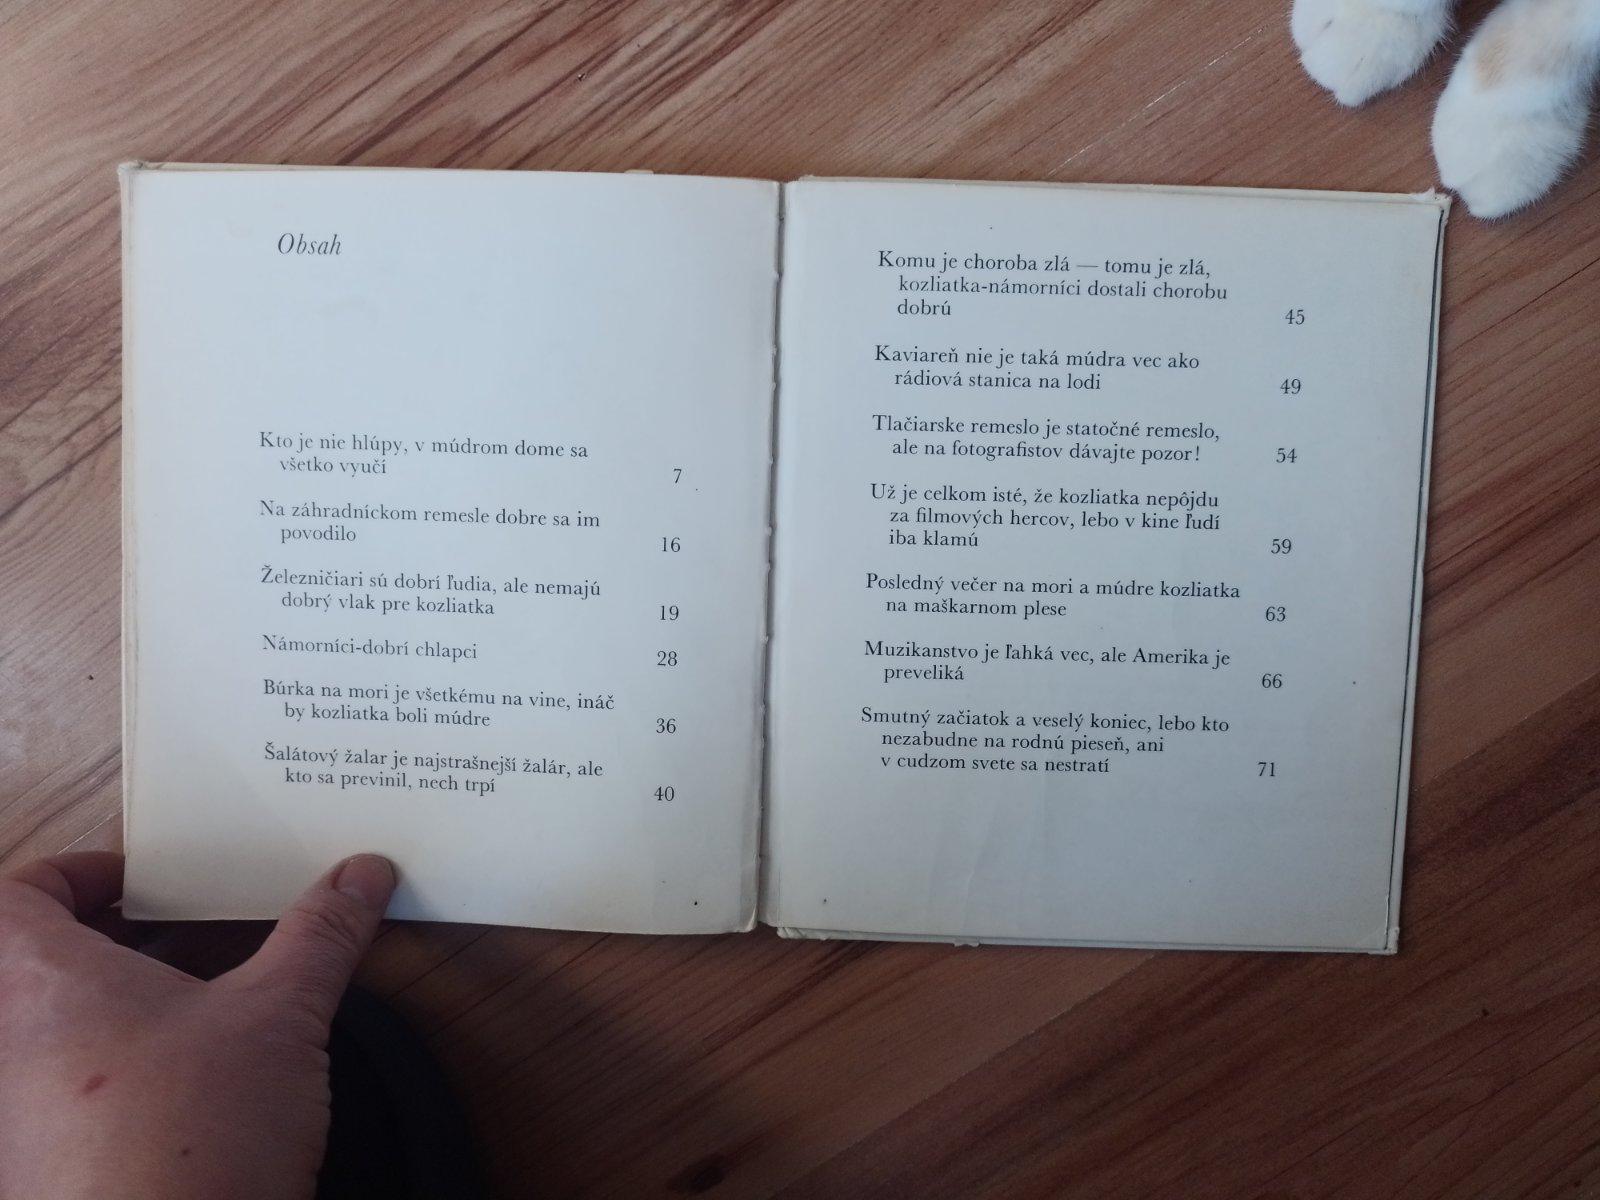 Obsah
Kto je nie hlúpy, v múdrom dome sa
všetko vyučí 7
Na záhradníckom remesle dobre sa im
povodilo 16
Železničiari sú dobrí ľudia, ale nemajú
dobrý vlak pre kozliatka 19
Námorníci-dobrí chlapci 28
Búrka na mori je všetkému na vine, ináč
by kozliatka boli múdre 36
Šalátový žalar je najstrašnejší žalár, ale
kto sa previnil, nech trpí 40
Komu je choroba zlá — tomu je zlá,
kozliatka-námorníci dostali chorobu
dobrú 45
Kaviareň nie je taká múdra vec ako
rádiová stanica na lodi 49
Tlačiarske remeslo je statočné remeslo,
ale na fotografistov dávajte pozor! 54
Už je celkom isté, že kozliatka nepôjdu
za filmových hercov, lebo v kine ľudí
iba klamú 59
Posledný večer na mori a múdre kozliatka
na maškarnom plese 63
Muzikanstvo je ľahká vec, ale Amerika je
preveliká 66
Smutný začiatok a veselý koniec, lebo kto
nezabudne na rodnú pieseň, ani
v cudzom svete sa nestratí 71